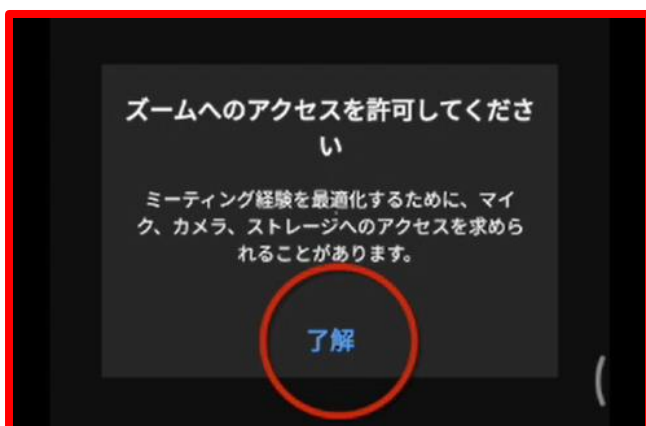 ズームへのアクセスを許可してくださ
い
ミーティング経験を最適化するために、マイ
ク、カメラ、ストレージへのアクセスを求めら
れることがあります。
了解